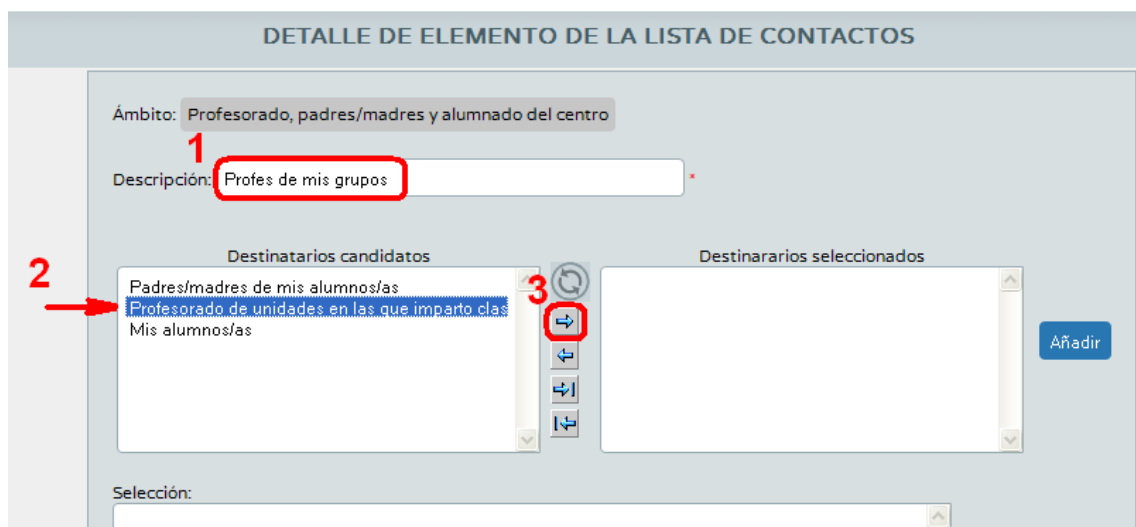 DETALLE DE ELEMENTO DE LA LISTA DE CONTACTOS
Ámbito: Profesorado, padres/madres y alumnado del centro
1
Descripción: Profes de mis grupos *
Destinatarios candidatos
Destinararios seleccionado
2
Padres/madres de mis alumnos/as
Profesorado de unidades en las que imparto clas
Mis alumnos/as
3
Añadir
Selección: